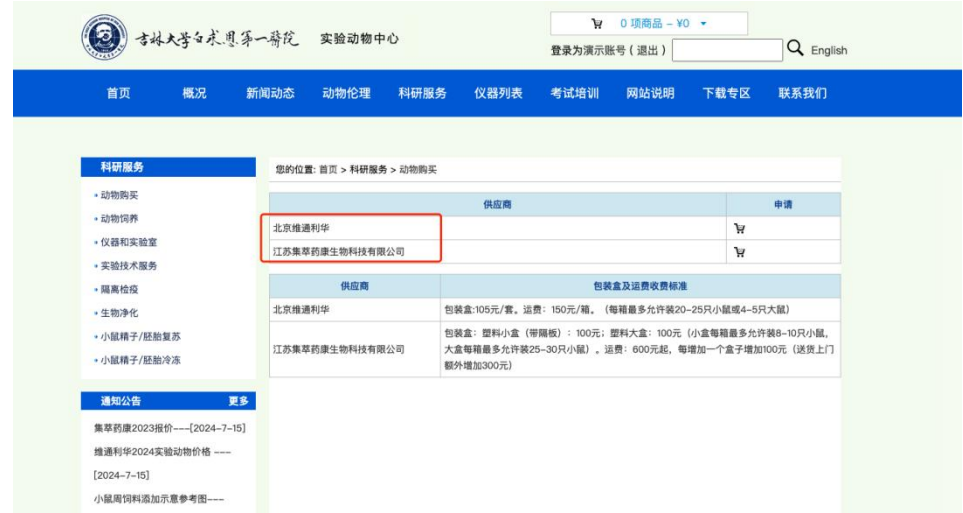 吉林大学白求恩第一醫院 实验动物中心
0 项商品 – ¥0
登录为演示账号 ( 退出 )
English
首页 概况 新闻动态 动物伦理 科研服务 仪器列表 考试培训 网站说明 下载专区 联系我们
科研服务
动物购买
动物饲养
仪器和实验室
实验技术服务
隔离检疫
生物净化
小鼠精子/胚胎复苏
小鼠精子/胚胎冷冻
通知公告 更多
集萃药康2023报价---[2024-7-15]
维通利华2024实验动物价格 ---
[2024-7-15]
小鼠周饲料添加示意参考图---
您的位置: 首页 > 科研服务 > 动物购买
供应商 申请
北京维通利华
江苏集萃药康生物科技有限公司
供应商 包装盒及运费收费标准
北京维通利华 包装盒:105元/套。运费：150元/箱。（每箱最多允许装20-25只小鼠或4-5只大鼠）
江苏集萃药康生物科技有限公司 包装盒：塑料小盒（带隔板）：100元；塑料大盒：100元（小盒每箱最多允许装8-10只小鼠，
大盒每箱最多允许装25-30只小鼠）。运费：600元起，每增加一个盒子增加100元（送货上门
额外增加300元）